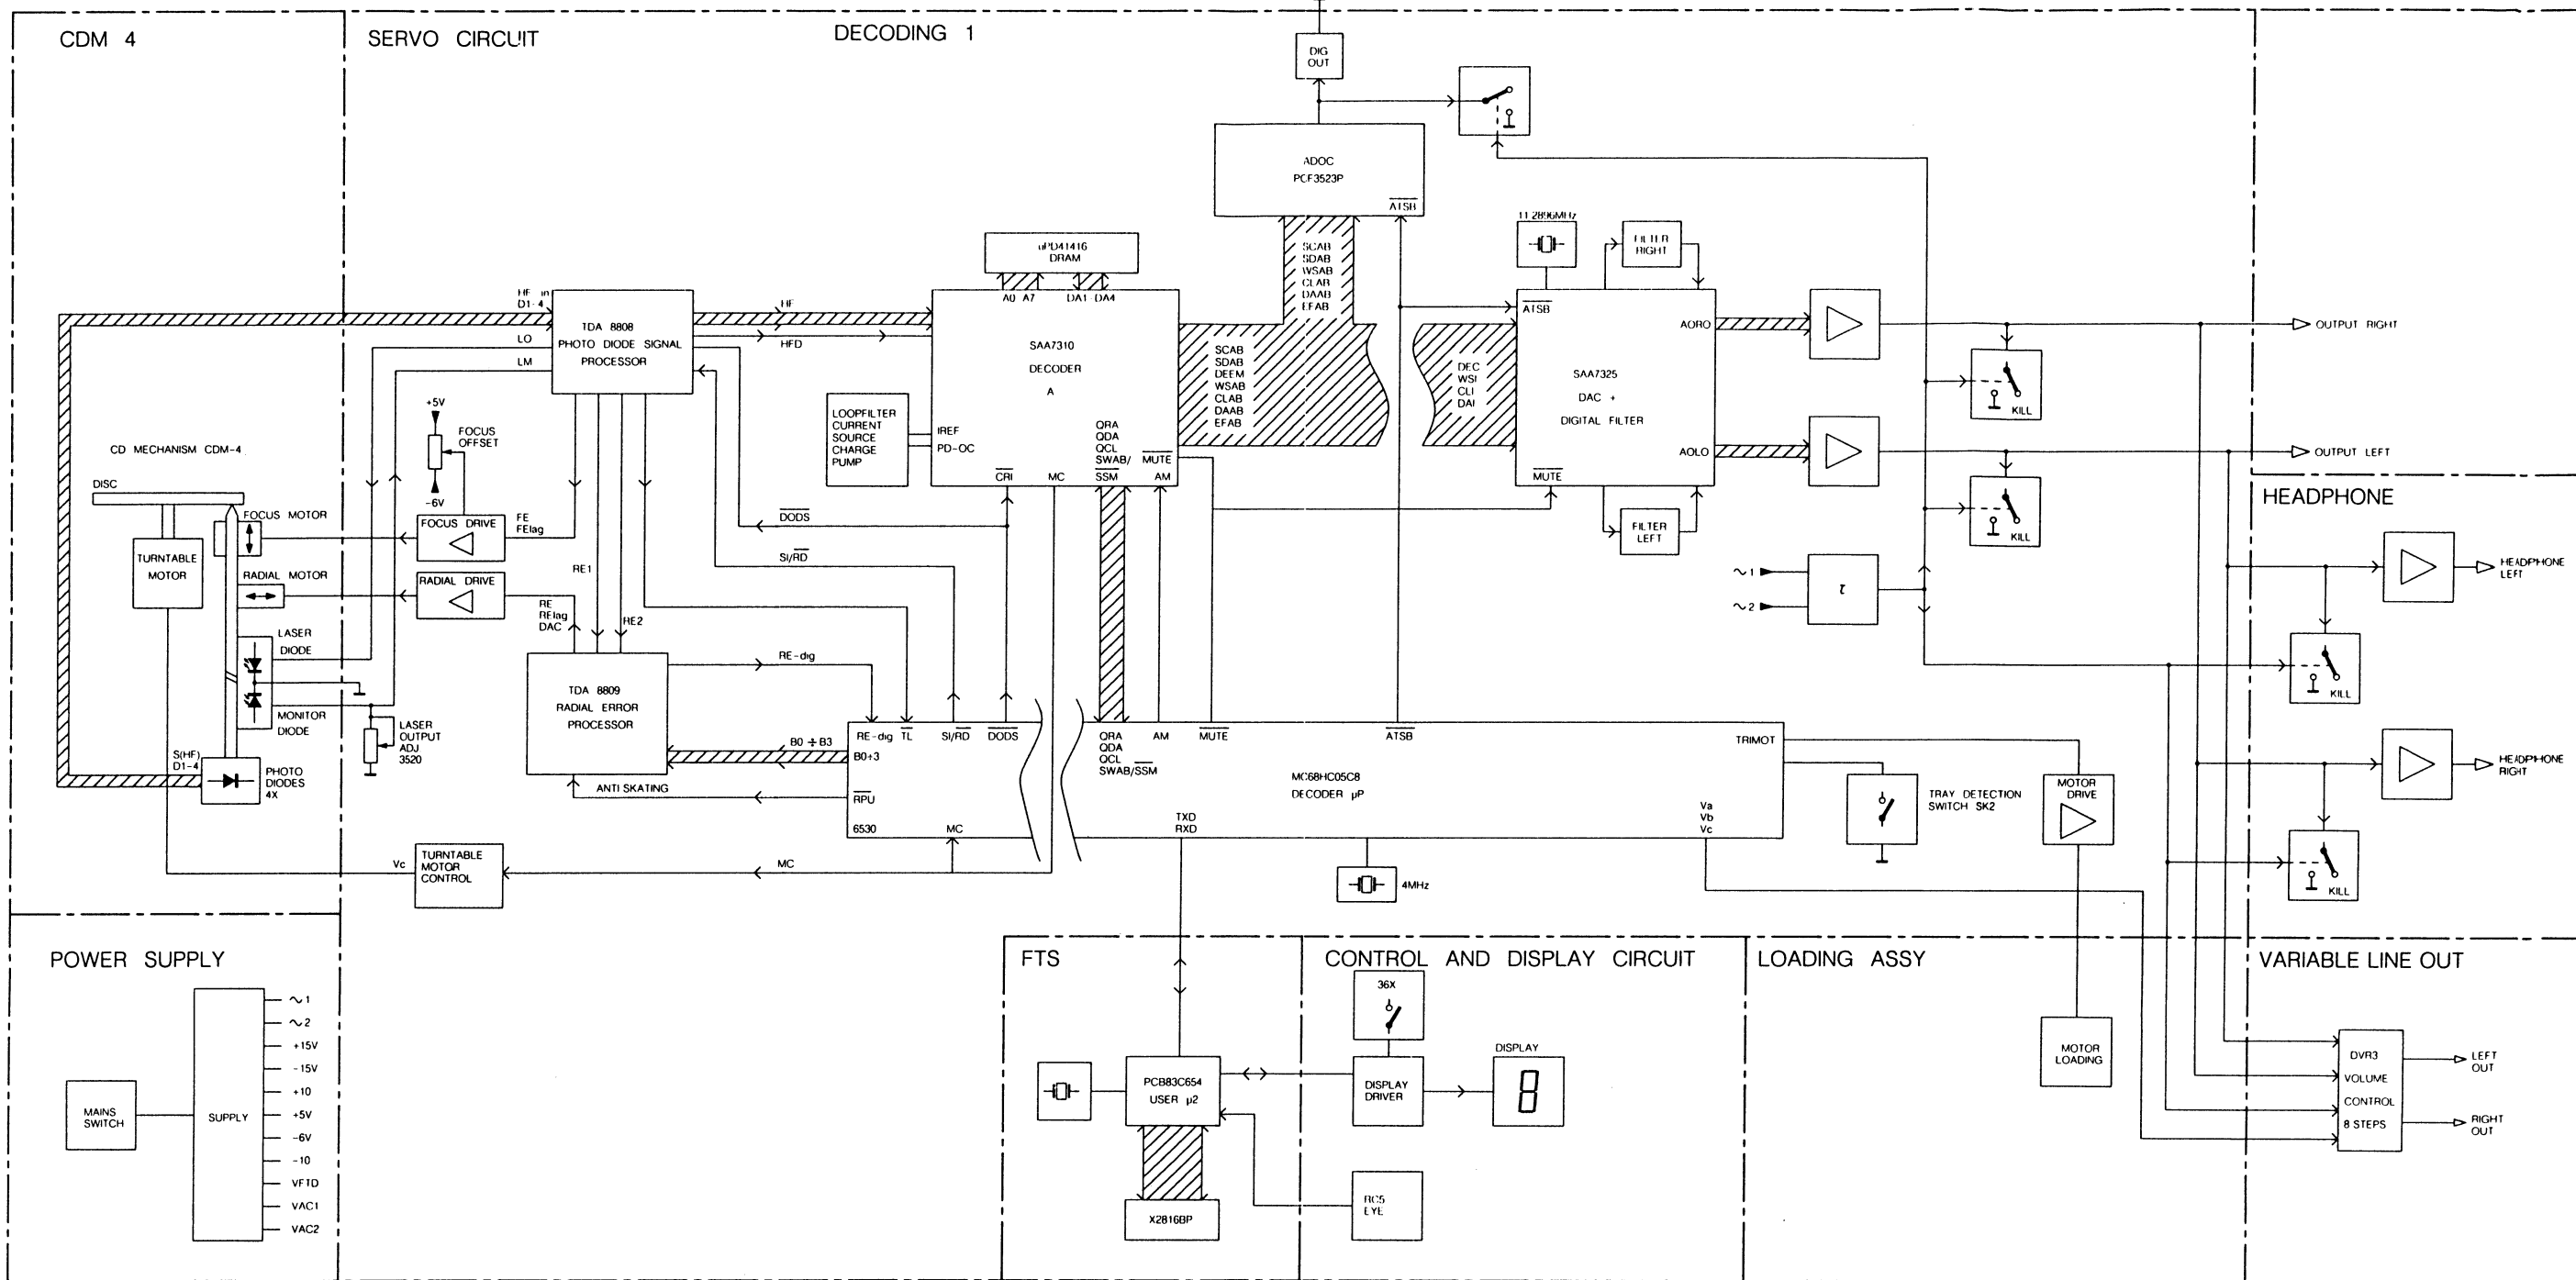 CDM 4
SERVO CIRCUIT
DECODING 1
DIG
OUT
ADOC
PCF3523P
ATSB
11.2896MHz
FILTER
RIGHT
µPD41416
DRAM
SCAB
SDAB
WSAB
CLAB
DAAB
EFAB
HF in
D1-4
TDA 8808
PHOTO DIODE SIGNAL
PROCESSOR
LO
LM
HF
HFD
A0 A7
DA1 DA4
SAA7310
DECODER
A
ATSB
AORO
OUTPUT RIGHT
SCAB
SDAB
DEEM
WSAB
CLAB
DAAB
EFAB
DEC
WSI
CLI
DAI
SAA7325
DAC +
DIGITAL FILTER
KILL
+5V
FOCUS
OFFSET
-6V
LOOPFILTER
CURRENT
SOURCE
CHARGE
PUMP
IREF
PD-OC
QRA
QDA
QCL
SWAB/
SSM
MUTE
CRI
MC
AM
AOLO
MUTE
OUTPUT LEFT
KILL
CD MECHANISM CDM-4
DISC
FOCUS MOTOR
FOCUS DRIVE
FE
FElag
DODS
SI/RD
FILTER
LEFT
HEADPHONE
TURNTABLE
MOTOR
RADIAL MOTOR
RADIAL DRIVE
RE1
RE
RElag
DAC
RE2
~1
~2
τ
HEADPHONE
LEFT
KILL
LASER
DIODE
MONITOR
DIODE
LASER
OUTPUT
ADJ
3520
TDA 8809
RADIAL ERROR
PROCESSOR
RE-dig
B0÷B3
ANTI SKATING
RE-dig
TL
SI/RD
DODS
B0÷3
RPU
6530
MC
QRA
QDA
QCL
SWAB/SSM
AM
MUTE
ATSB
TRIMOT
MC68HC05C8
DECODER µP
TXD
RXD
Va
Vb
Vc
TRAY DETECTION
SWITCH SK2
MOTOR
DRIVE
HEADPHONE
RIGHT
KILL
S(HF)
D1-4
PHOTO
DIODES
4X
Vc
TURNTABLE
MOTOR
CONTROL
MC
4MHz
POWER SUPPLY
FTS
CONTROL AND DISPLAY CIRCUIT
LOADING ASSY
VARIABLE LINE OUT
MAINS
SWITCH
SUPPLY
~1
~2
+15V
-15V
+10
+5V
-6V
-10
VFTD
VAC1
VAC2
36X
PCB83C654
USER µ2
DISPLAY
DRIVER
DISPLAY
X2816BP
RC5
EYE
MOTOR
LOADING
DVR3
VOLUME
CONTROL
8 STEPS
LEFT
OUT
RIGHT
OUT